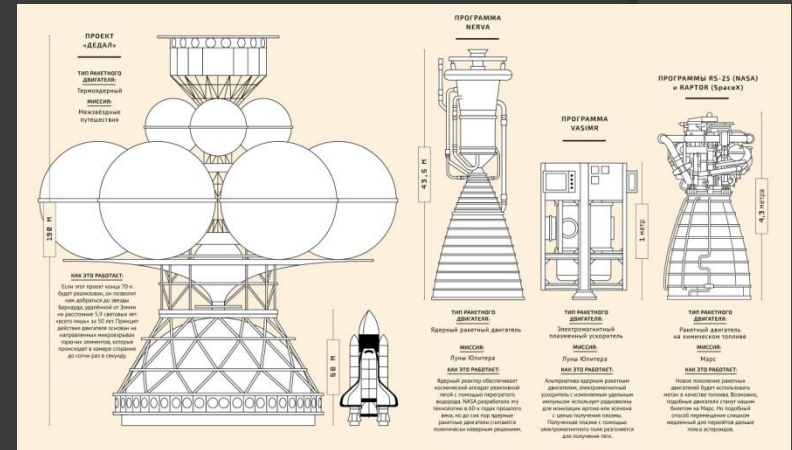 ПРОЕКТ
«ДЕДАЛ»
ТИП РАКЕТНОГО
ДВИГАТЕЛЯ:
Термоядерный
МИССИЯ:
Межзвёздные
путешествия
190 М
КАК ЭТО РАБОТАЕТ:
Если этот проект конца 70-х
будет реализован, он позволит
нам добраться до звезды
Барнарда, удалённой от Земли
на расстояние 5,9 световых лет
«всего лишь» за 50 лет. Принцип
действия двигателя основан на
направленных микровзрывах
горючих элементов, которые
происходят в камере сгорания
до сотни раз в секунду.
58 М
ПРОГРАММА
NERVA
43,5 М
ТИП РАКЕТНОГО
ДВИГАТЕЛЯ:
Ядерный ракетный двигатель
МИССИЯ:
Луны Юпитера
КАК ЭТО РАБОТАЕТ:
Ядерный реактор обеспечивает
космический аппарат реактивной
тягой с помощью перегретого
водорода. NASA разработала эту
технологию в 60-х годах прошлого
века, но до сих пор ядерные
ракетные двигатели считаются
политически неверным решением.
ПРОГРАММА
VASIMR
1 метр
ТИП РАКЕТНОГО
ДВИГАТЕЛЯ:
Электромагнитный
плазменный ускоритель
МИССИЯ:
Луны Юпитера
КАК ЭТО РАБОТАЕТ:
Альтернатива ядерным ракетным
двигателям, электромагнитный
ускоритель с изменяемым удельным
импульсом использует радиоволны
для ионизации аргона или ксенона
с целью получения плазмы.
Полученная плазма с помощью
электромагнитного поля разгоняется
для получения тяги.
ПРОГРАММЫ RS-25 (NASA)
и RAPTOR (SpaceX)
4,3 метра
ТИП РАКЕТНОГО
ДВИГАТЕЛЯ:
Ракетный двигатель
на химическом топливе
МИССИЯ:
Марс
КАК ЭТО РАБОТАЕТ:
Новое поколение ракетных
двигателей будет использовать
метан в качестве топлива. Возможно,
подобные двигатели станут нашим
билетом на Марс. Но подобный
способ перемещения слишком
медленный для перелётов дальше
пояса астероидов.